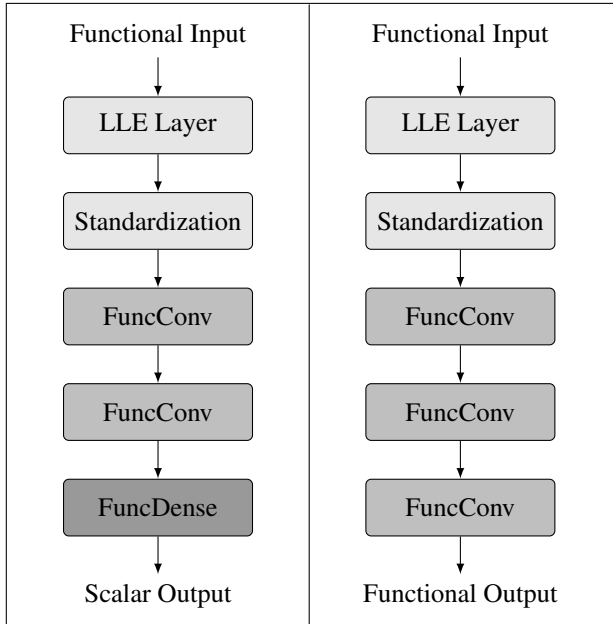 Functional Input
LLE Layer
Standardization
FuncConv
FuncConv
FuncDense
Scalar Output
Functional Input
LLE Layer
Standardization
FuncConv
FuncConv
FuncConv
Functional Output